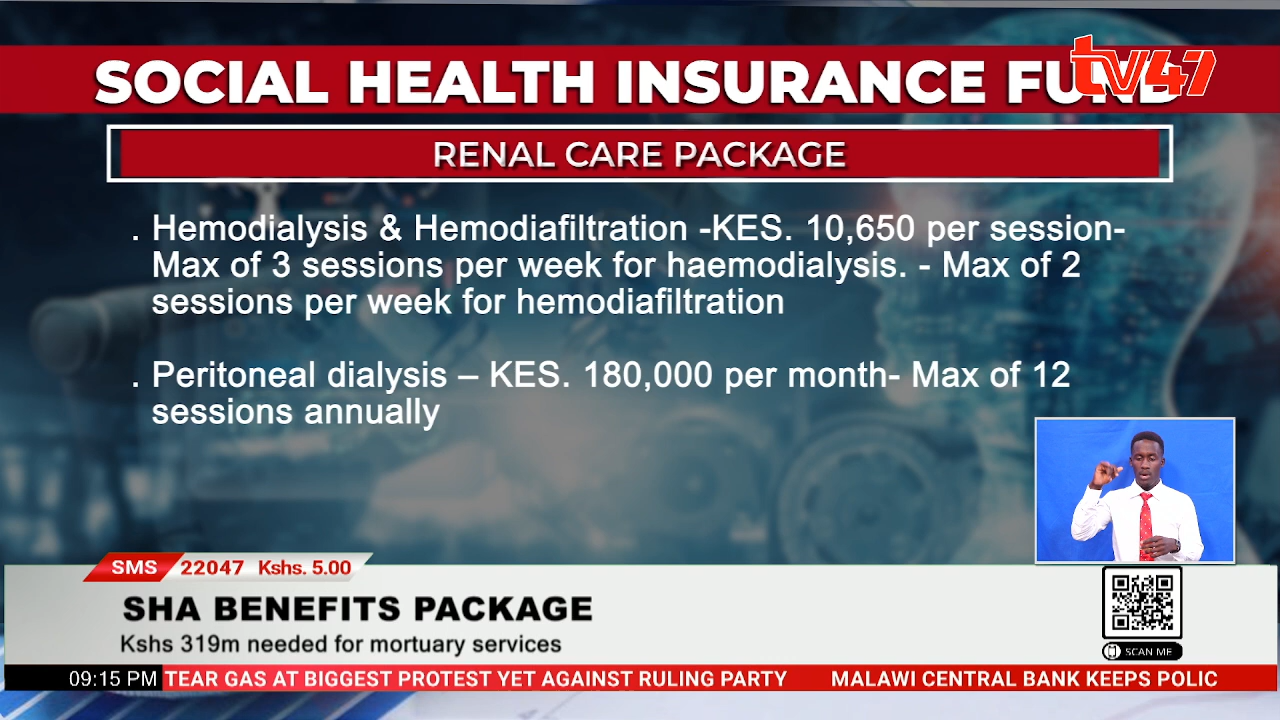 SOCIAL HEALTH INSURANCE FUND
tv47
RENAL CARE PACKAGE
. Hemodialysis & Hemodiafiltration -KES. 10,650 per session-
Max of 3 sessions per week for haemodialysis. - Max of 2
sessions per week for hemodiafiltration
. Peritoneal dialysis – KES. 180,000 per month- Max of 12
sessions annually
SMS 22047 Kshs. 5.00
SHA BENEFITS PACKAGE
Kshs 319m needed for mortuary services
SCAN ME
09:15 PM TEAR GAS AT BIGGEST PROTEST YET AGAINST RULING PARTY MALAWI CENTRAL BANK KEEPS POLIC